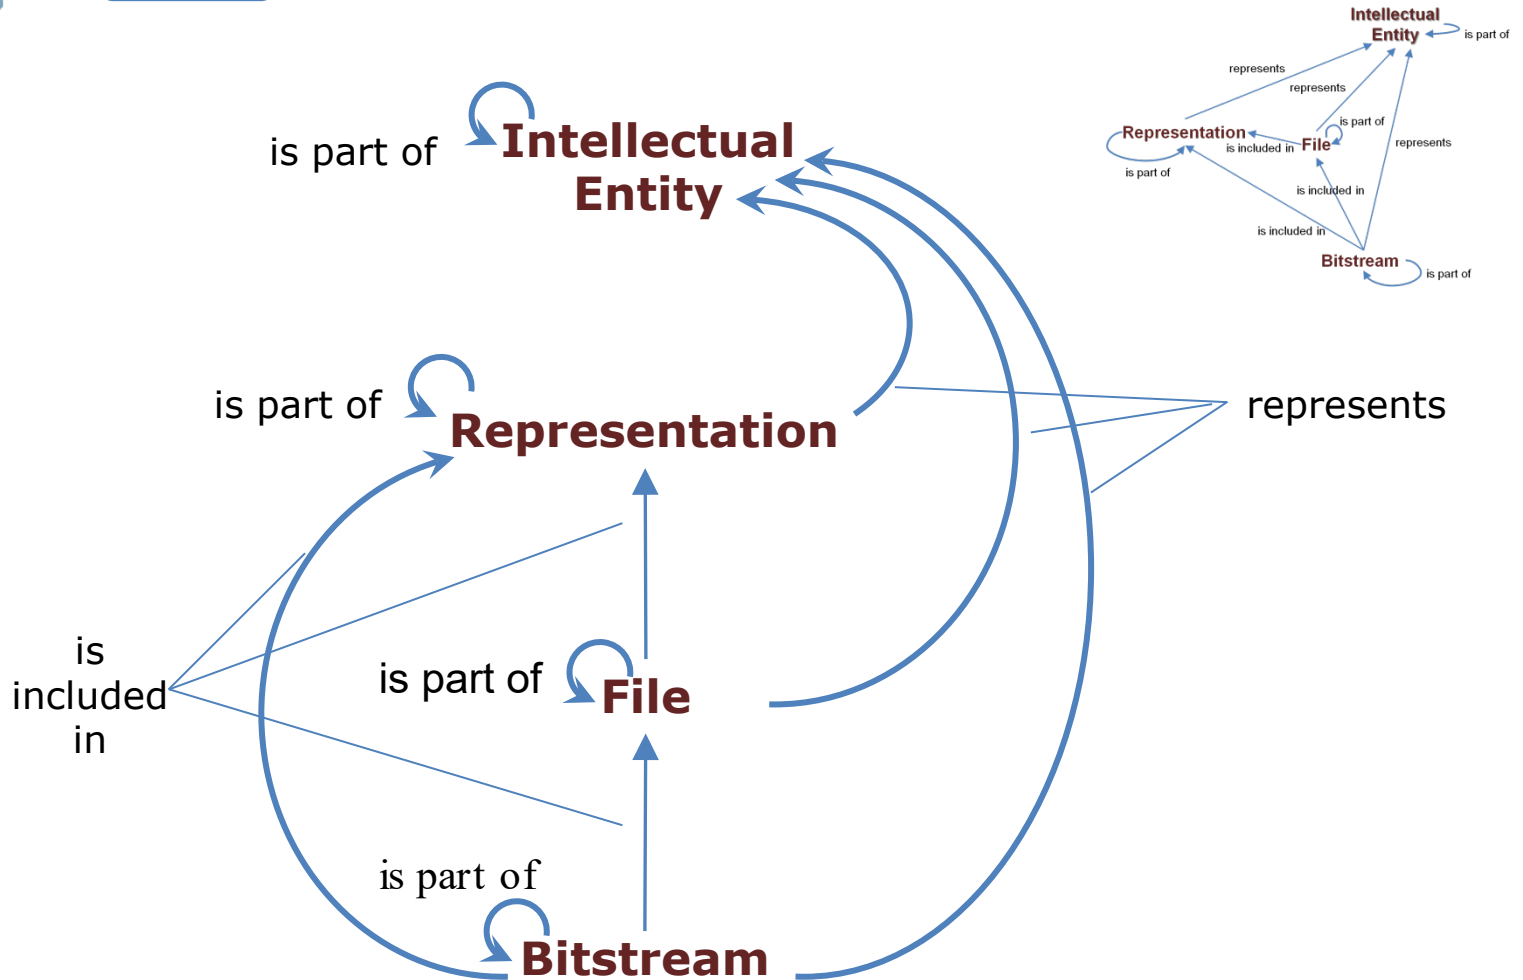 Intellectual
Entity
is part of
represents
represents
Representation
is part of
is included in
File
represents
is part of
is included in
is included in
Bitstream
is part of
is part of
Intellectual
Entity
is part of
Representation
represents
is
included
in
is part of
File
is part of
Bitstream